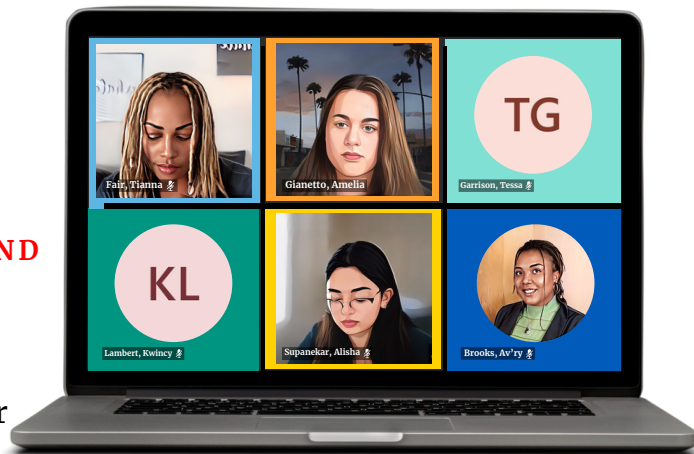 TG
Fair, Tianna
Gianetto, Amelia
Garrison, Tessa
ND
KL
Lambert, Kwincy
Supanekar, Alisha
Brooks, Av'ry
r